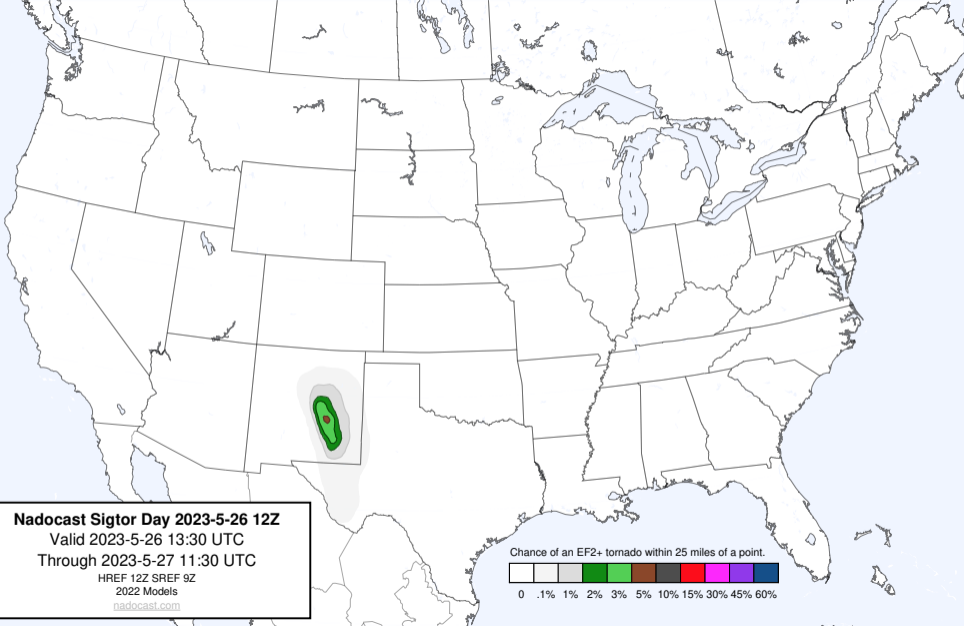 Nadocast Sigtor Day 2023-5-26 12Z
Valid 2023-5-26 13:30 UTC
Through 2023-5-27 11:30 UTC
HREF 12Z SREF 9Z
2022 Models
nadocast.com
Chance of an EF2+ tornado within 25 miles of a point.
0 .1% 1% 2% 3% 5% 10% 15% 30% 45% 60%